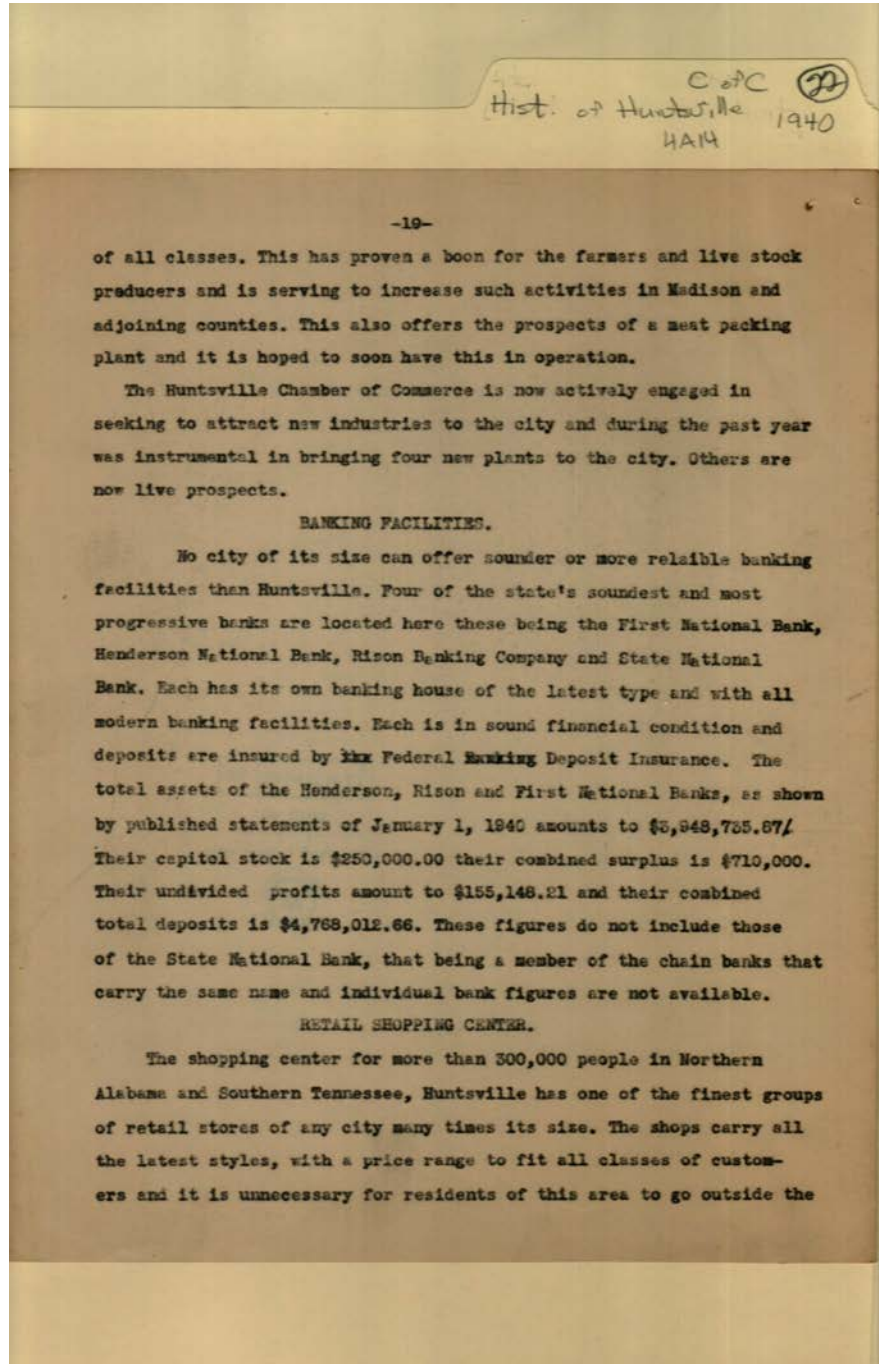 C of C 22
Hist. of Huntsville 1940
4A14
-19-
of all classes. This has proven a boon for the farmers and live stock
producers and is serving to increase such activities in Madison and
adjoining counties. This also offers the prospects of a meat packing
plant and it is hoped to soon have this in operation.
The Huntsville Chamber of Commerce is now actively engaged in
seeking to attract new industries to the city and during the past year
was instrumental in bringing four new plants to the city. Others are
now live prospects.
BANKING FACILITIES.
No city of its size can offer sounder or more relaible banking
facilities then Huntsville. Four of the state's soundest and most
progressive banks are located here these being the First National Bank,
Henderson National Bank, Rison Banking Company and State National
Bank. Each has its own banking house of the latest type and with all
modern banking facilities. Each is in sound financial condition and
deposits are insured by Federal Deposit Insurance. The
total assets of the Henderson, Rison and First National Banks, as shown
by published statements of January 1, 1940 amounts to
Their capitol stock is $250,000.00 their combined surplus is $710,000.
Their undivided profits amount to $155,148.21 and their combined
total deposits is $4,768,012.66. These figures do not include those
of the State National Bank, that being a member of the chain banks that
carry the same name and individual bank figures are not available.
RETAIL SHOPPING CENTER.
The shopping center for more than 300,000 people in Northern
Alabama and Southern Tennessee, Huntsville has one of the finest groups
of retail stores of any city many times its size. The shops carry all
the latest styles, with a price range to fit all classes of custom-
ers and it is unnecessary for residents of this area to go outside the